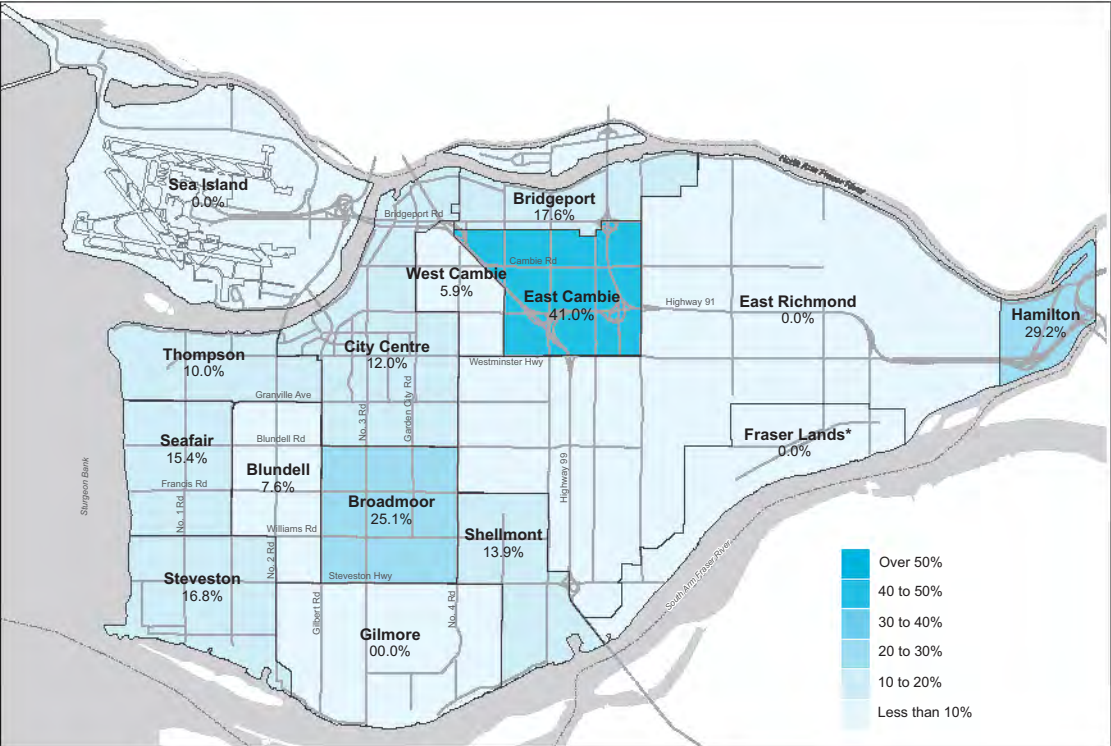 North Arm Fraser River
Sea Island
0.0%
Bridgeport
17.6%
Bridgeport Rd
Cambie Rd
West Cambie
5.9%
East Cambie
41.0%
Highway 91
East Richmond
0.0%
Hamilton
29.2%
Thompson
10.0%
City Centre
12.0%
Westminster Hwy
Granville Ave
No. 3 Rd
Garden City Rd
Seafair
15.4%
Blundell Rd
Blundell
7.6%
Fraser Lands*
0.0%
Sturgeon Bank
Francis Rd
No. 1 Rd
Broadmoor
25.1%
Highway 99
Williams Rd
Shellmont
13.9%
No. 2 Rd
Steveston
16.8%
Steveston Hwy
Gilbert Rd
No. 4 Rd
Gilmore
00.0%
South Arm Fraser River
Over 50%
40 to 50%
30 to 40%
20 to 30%
10 to 20%
Less than 10%